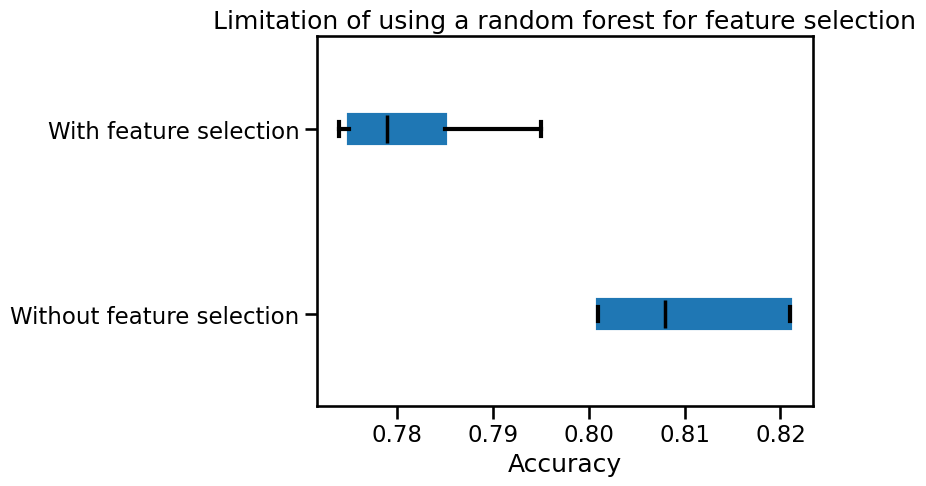 Limitation of using a random forest for feature selection
With feature selection
Without feature selection
0.78 0.79 0.80 0.81 0.82
Accuracy